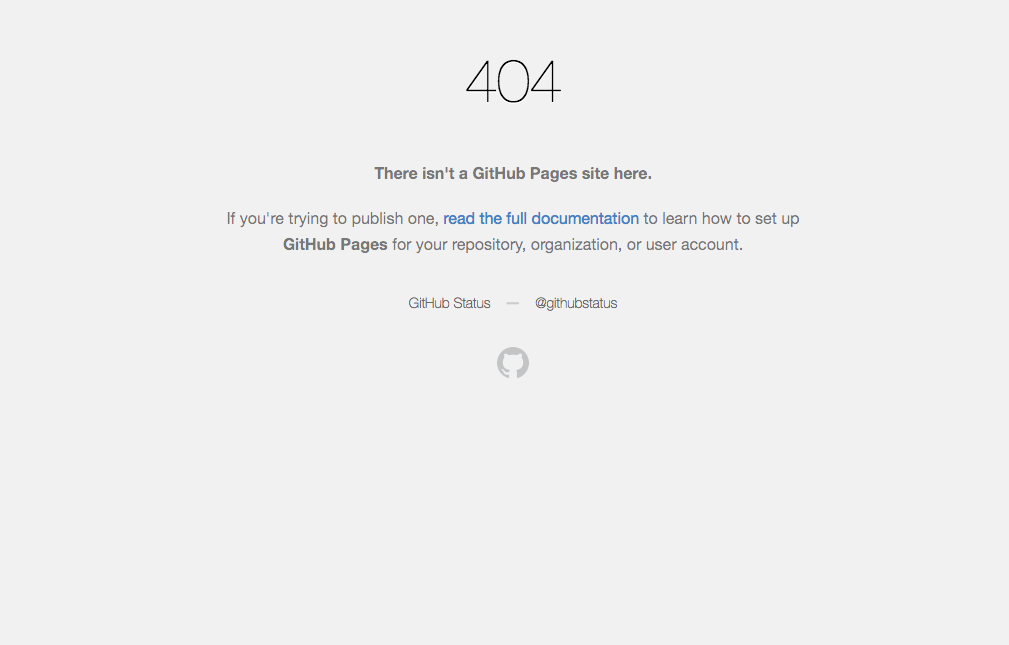 404
There isn't a GitHub Pages site here.
If you're trying to publish one, read the full documentation to learn how to set up
GitHub Pages for your repository, organization, or user account.
GitHub Status — @githubstatus